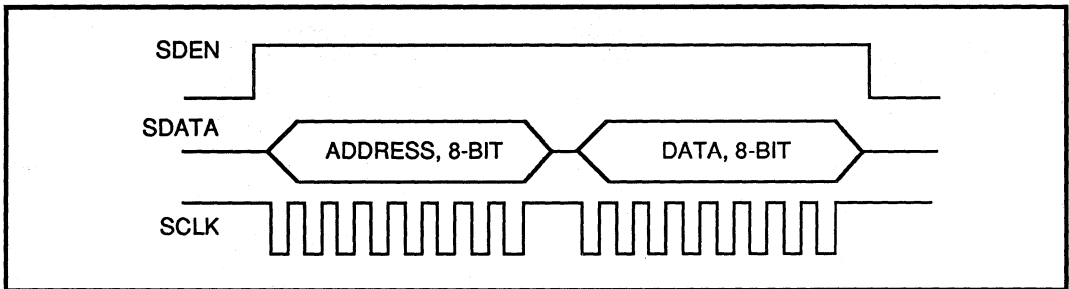 SDEN
SDATA
ADDRESS, 8-BIT
DATA, 8-BIT
SCLK